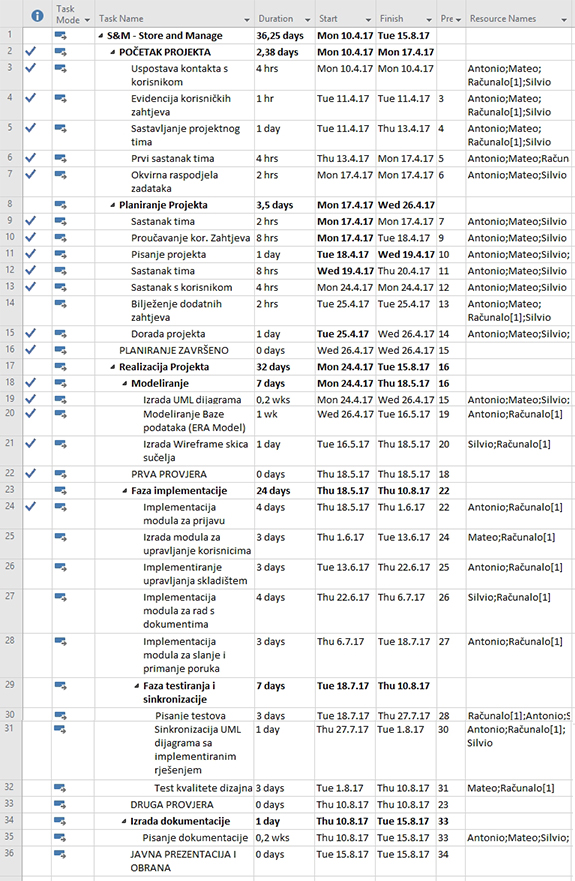 Task Mode Task Name Duration Start Finish Pre Resource Names
1 S&M - Store and Manage 36,25 days Mon 10.4.17 Tue 15.8.17
2 POČETAK PROJEKTA 2,38 days Mon 10.4.17 Mon 17.4.17
3 Uspostava kontakta s 4 hrs Mon 10.4.17 Mon 10.4.17 Antonio;Mateo;
korisnikom Računalo[1];Silvio
4 Evidencija korisničkih 1 hr Tue 11.4.17 Tue 11.4.17 3 Antonio;Mateo;
zahtjeva Računalo[1];Silvio
5 Sastavljanje projektnog 1 day Tue 11.4.17 Thu 13.4.17 4 Antonio;Mateo;
tima Računalo[1];Silvio
6 Prvi sastanak tima 4 hrs Thu 13.4.17 Mon 17.4.17 5 Antonio;Mateo;Račun
7 Okvirna raspodjela 2 hrs Mon 17.4.17 Mon 17.4.17 6 Antonio;Mateo;Silvio
zadataka
8 Planiranje Projekta 3,5 days Mon 17.4.17 Wed 26.4.17
9 Sastanak tima 2 hrs Mon 17.4.17 Mon 17.4.17 7 Antonio;Mateo;Silvio
10 Proučavanje kor. Zahtjeva 8 hrs Mon 17.4.17 Tue 18.4.17 9 Antonio;Mateo;Silvio
11 Pisanje projekta 1 day Tue 18.4.17 Wed 19.4.17 10 Antonio;Mateo;Silvio;
12 Sastanak tima 8 hrs Wed 19.4.17 Thu 20.4.17 11 Antonio;Mateo;Silvio
13 Sastanak s korisnikom 4 hrs Mon 24.4.17 Mon 24.4.17 12 Antonio;Mateo;Silvio
14 Bilježenje dodatnih 2 hrs Tue 25.4.17 Tue 25.4.17 13 Antonio;Mateo;
zahtjeva Računalo[1];Silvio
15 Dorada projekta 1 day Tue 25.4.17 Wed 26.4.17 14 Antonio;Mateo;Silvio;
16 PLANIRANJE ZAVRŠENO 0 days Wed 26.4.17 Wed 26.4.17 15
17 Realizacija Projekta 32 days Mon 24.4.17 Tue 15.8.17 16
18 Modeliranje 7 days Mon 24.4.17 Thu 18.5.17 16
19 Izrada UML dijagrama 0,2 wks Mon 24.4.17 Wed 26.4.17 15 Antonio;Mateo;Silvio;
20 Modeliranje Baze 1 wk Wed 26.4.17 Tue 16.5.17 19 Antonio;Računalo[1]
podataka (ERA Model)
21 Izrada Wireframe skica 1 day Tue 16.5.17 Thu 18.5.17 20 Silvio;Računalo[1]
sučelja
22 PRVA PROVJERA 0 days Thu 18.5.17 Thu 18.5.17 18
23 Faza implementacije 24 days Thu 18.5.17 Thu 10.8.17 22
24 Implementacija 4 days Thu 18.5.17 Thu 1.6.17 22 Antonio;Računalo[1]
modula za prijavu
25 Izrada modula za 3 days Thu 1.6.17 Tue 13.6.17 24 Mateo;Računalo[1]
upravljanje korisnicima
26 Implementiranje 3 days Tue 13.6.17 Thu 22.6.17 25 Antonio;Računalo[1]
upravljanja skladištem
27 Implementacija 4 days Thu 22.6.17 Thu 6.7.17 26 Silvio;Računalo[1]
modula za rad s
dokumentima
28 Implementacija 3 days Thu 6.7.17 Tue 18.7.17 27 Antonio;Računalo[1]
modula za slanje i
primanje poruka
29 Faza testiranja i 7 days Tue 18.7.17 Thu 10.8.17
sinkronizacije
30 Pisanje testova 3 days Tue 18.7.17 Thu 27.7.17 28 Računalo[1];Antonio;S
31 Sinkronizacija UML 1 day Thu 27.7.17 Tue 1.8.17 30 Antonio;Računalo[1];
dijagrama sa Silvio
implementiranim
rješenjem
32 Test kvalitete dizajna 3 days Tue 1.8.17 Thu 10.8.17 31 Mateo;Računalo[1]
33 DRUGA PROVJERA 0 days Thu 10.8.17 Thu 10.8.17 23
34 Izrada dokumentacije 1 day Thu 10.8.17 Tue 15.8.17 33
35 Pisanje dokumentacije 0,2 wks Thu 10.8.17 Tue 15.8.17 33 Antonio;Mateo;Silvio;
36 JAVNA PREZENTACIJA I 0 days Tue 15.8.17 Tue 15.8.17 34
OBRANA